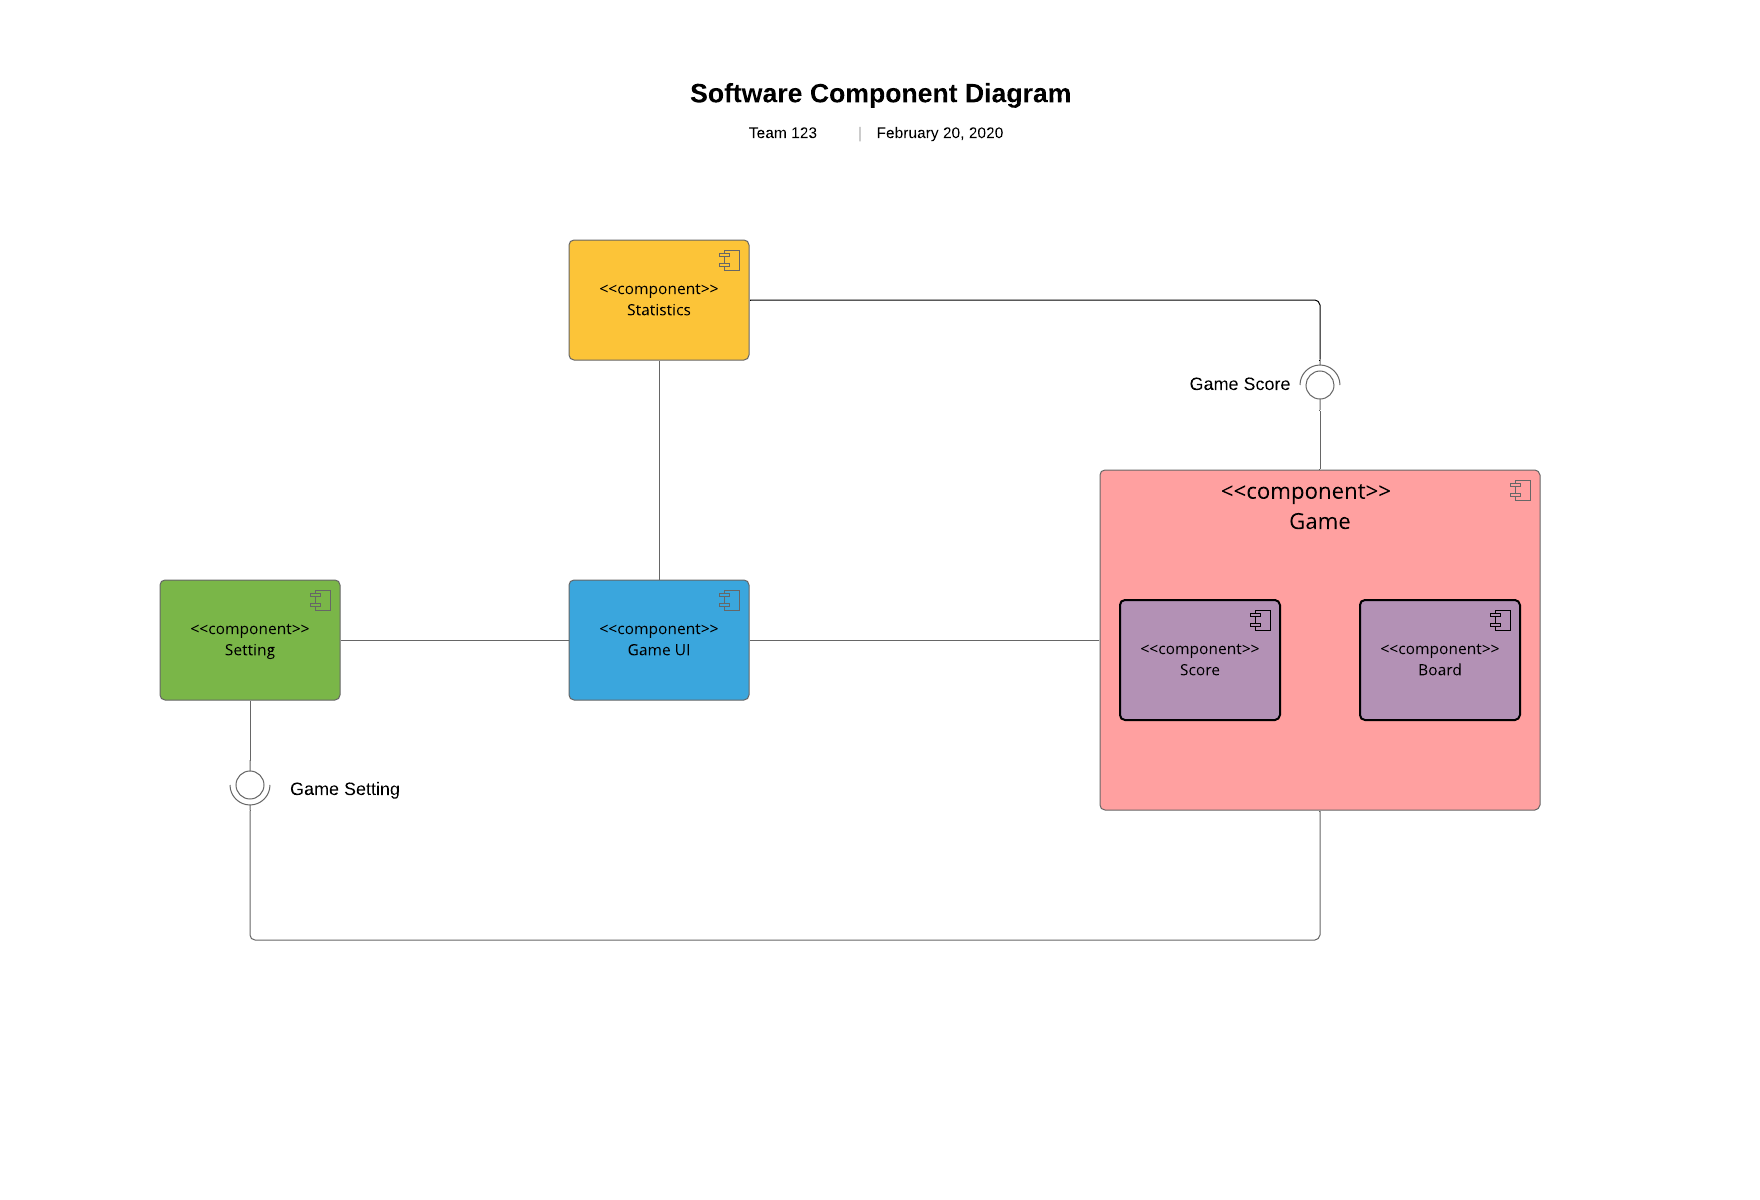 Software Component Diagram
Team 123 | February 20, 2020
<<component>>
Statistics
Game Score
<<component>>
Game
<<component>>
Setting
<<component>>
Game UI
<<component>>
Score
<<component>>
Board
Game Setting